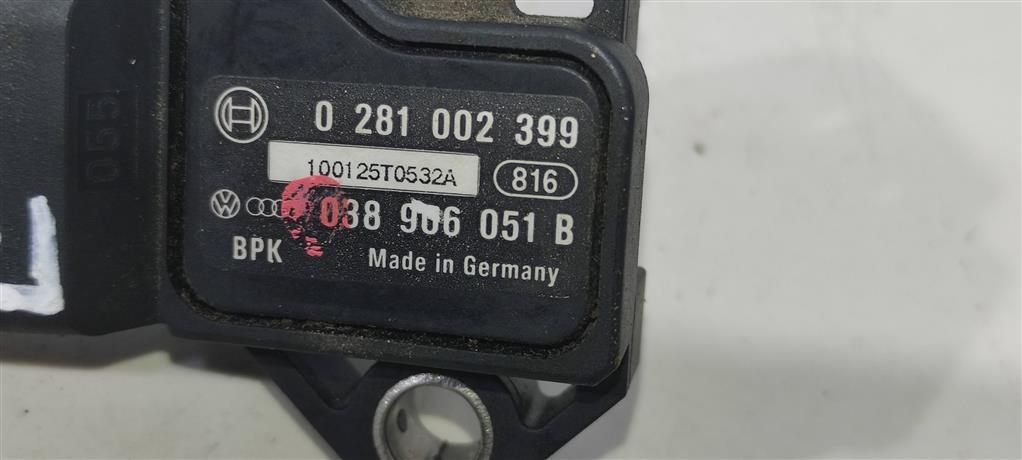 055
0 281 002 399
100125T0532A
816
038 906 051 B
BPK
Made in Germany